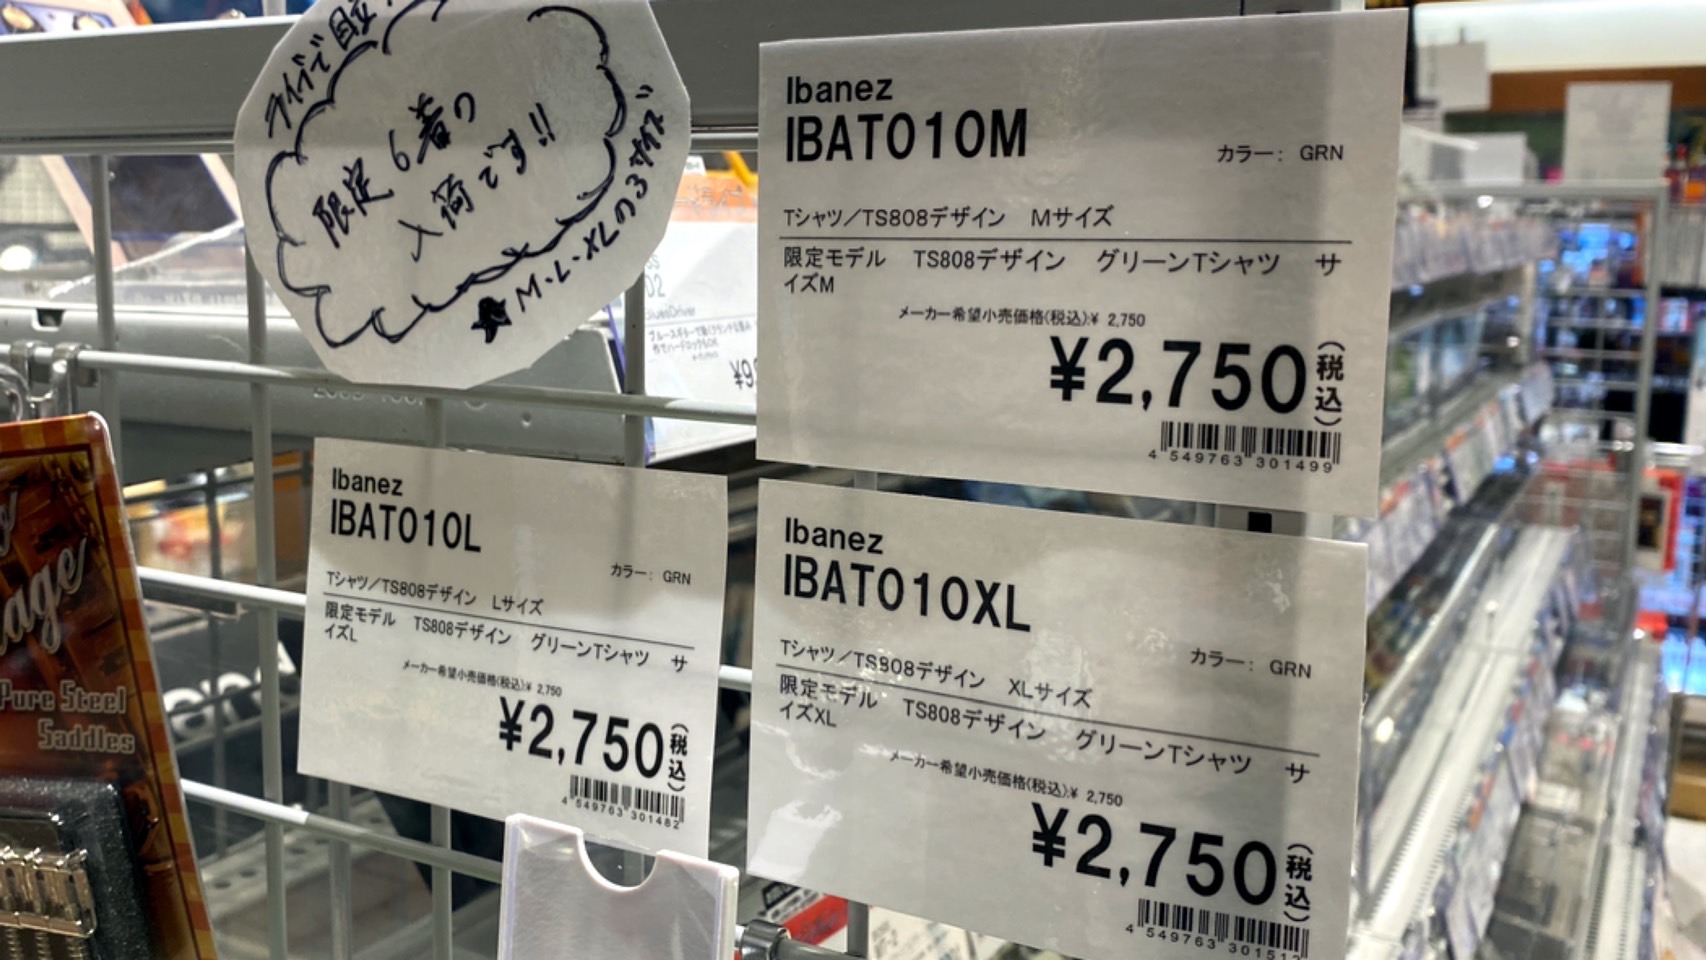 ライブで目立
限定6着の
入荷です!!
★M・L・XLの3サイズ
Ibanez
IBAT010M
カラー： GRN
Tシャツ／TS808デザイン　Mサイズ
限定モデル　TS808デザイン　グリーンTシャツ　サ
イズM
メーカー希望小売価格(税込):¥ 2,750
¥2,750(税込)
4 549763 301499
Ibanez
IBAT010L
カラー： GRN
Tシャツ／TS808デザイン　Lサイズ
限定モデル　TS808デザイン　グリーンTシャツ　サ
イズL
メーカー希望小売価格(税込):¥ 2,750
¥2,750(税込)
4 549763 301482
Ibanez
IBAT010XL
カラー： GRN
Tシャツ／TS808デザイン　XLサイズ
限定モデル　TS808デザイン　グリーンTシャツ　サ
イズXL
メーカー希望小売価格(税込):¥ 2,750
¥2,750(税込)
4 549763 301512
Pure Steel
Saddles